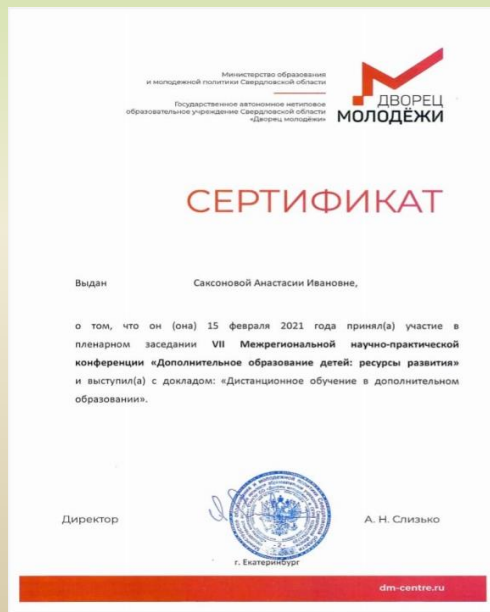 Министерство образования
и молодежной политики Свердловской области
Государственное автономное нетиповое
образовательное учреждение Свердловской области
«Дворец молодёжи»
ДВОРЕЦ
МОЛОДЁЖИ
СЕРТИФИКАТ
Выдан Саксоновой Анастасии Ивановне,
о том, что он (она) 15 февраля 2021 года принял(а) участие в
пленарном заседании VII Межрегиональной научно-практической
конференции «Дополнительное образование детей: ресурсы развития»
и выступил(а) с докладом: «Дистанционное обучение в дополнительном
образовании».
Директор А. Н. Слизько
г. Екатеринбург
dm-centre.ru